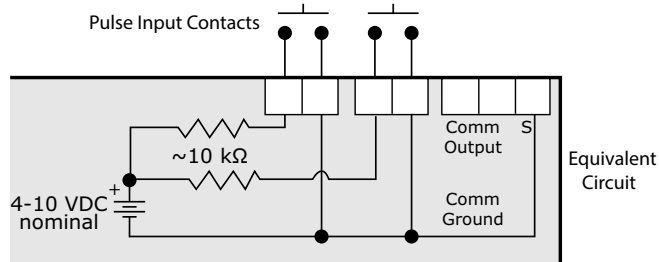 Pulse Input Contacts
Comm
Output
S
~10 kΩ
Equivalent
Circuit
+
4-10 VDC
nominal
Comm
Ground